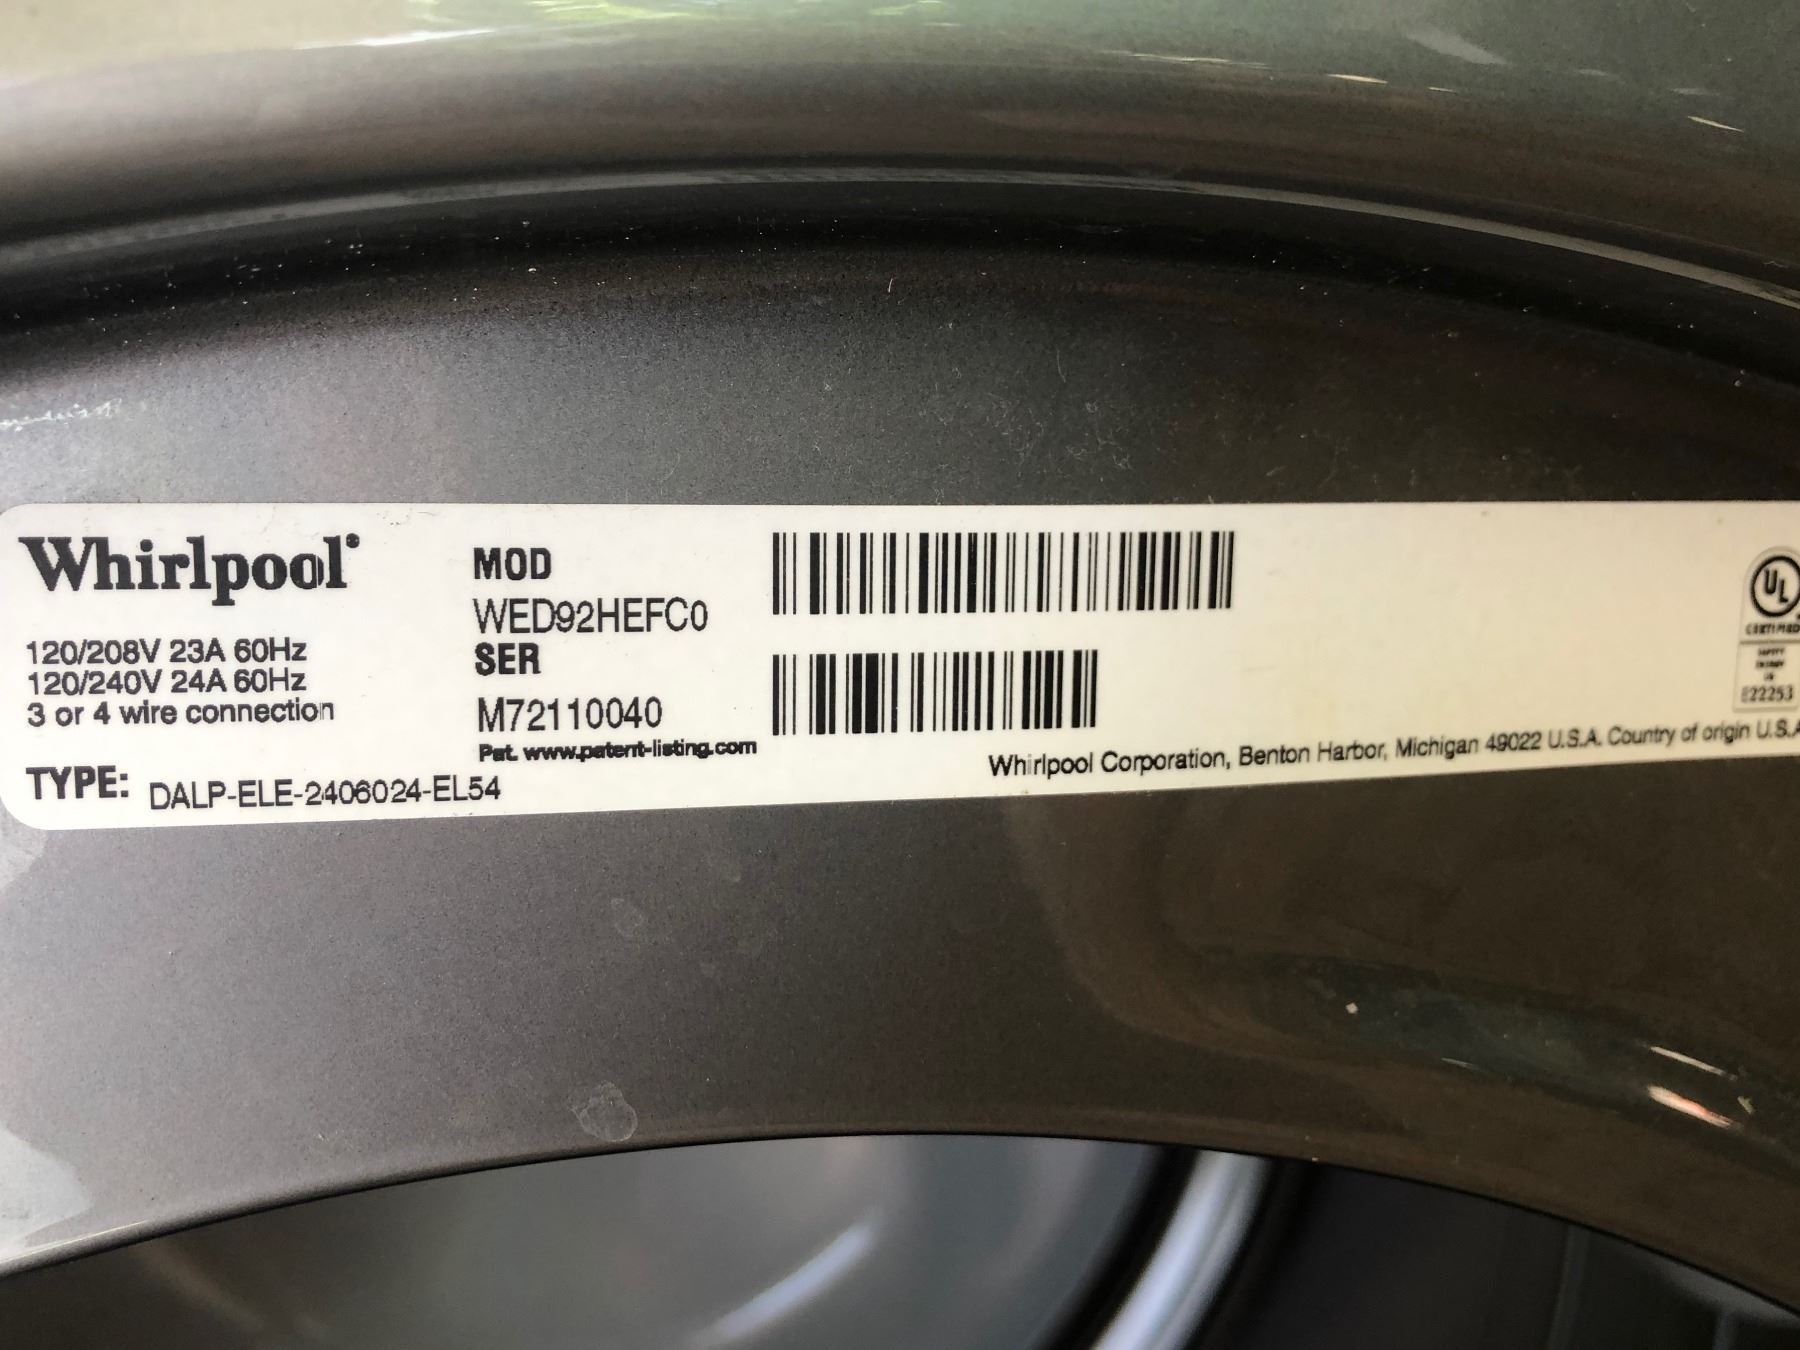 Whirlpool®
120/208V 23A 60Hz
120/240V 24A 60Hz
3 or 4 wire connection
TYPE: DALP-ELE-2406024-EL54
MOD
WED92HEFC0
SER
M72110040
Pat. www.patent-listing.com
Whirlpool Corporation, Benton Harbor, Michigan 49022 U.S.A. Country of origin U.S.A
UL
CERTIFIED
SAFETY
E22253